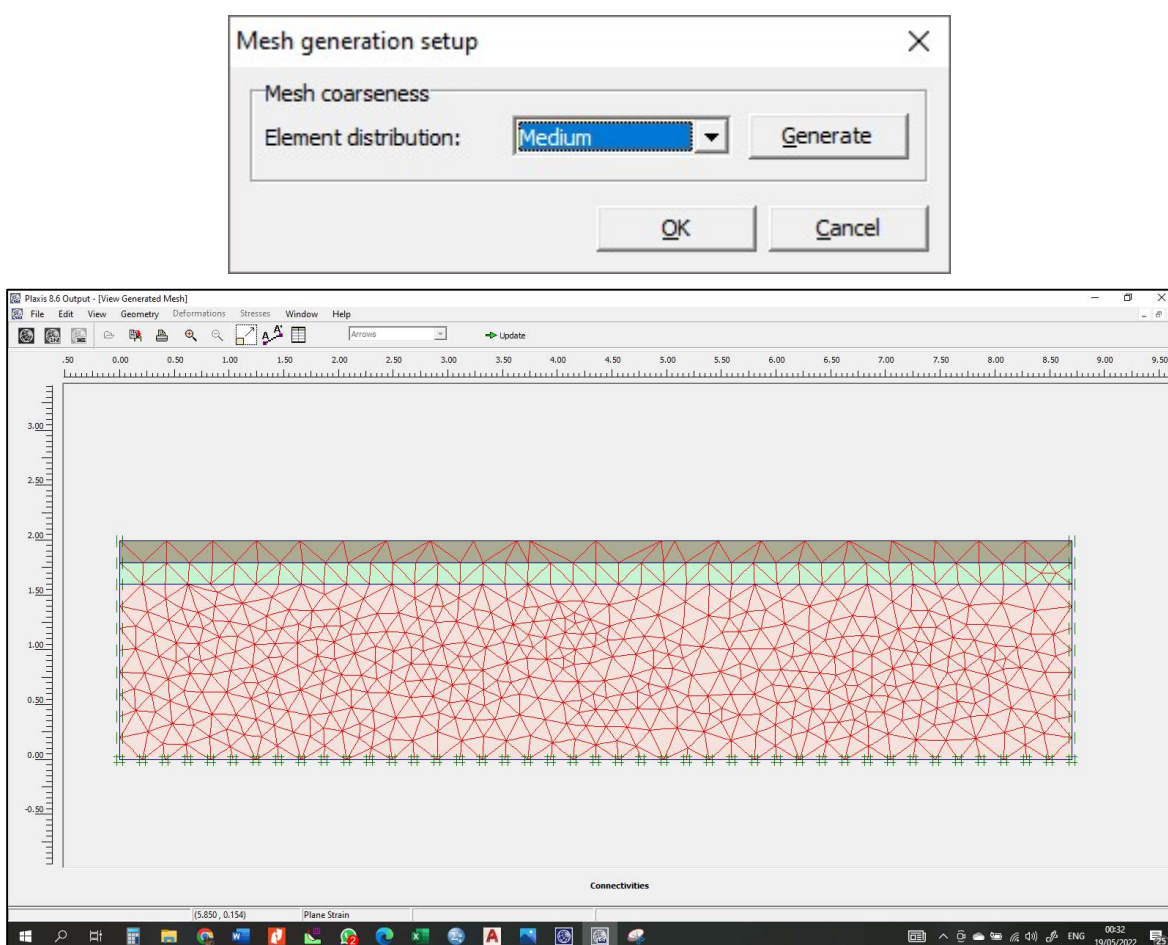 Mesh generation setup
Mesh coarseness
Element distribution: Medium Generate
OK Cancel
Plaxis 8.6 Output - [View Generated Mesh]
File Edit View Geometry Deformations Stresses Window Help
Arrows Update
.50 0.00 0.50 1.00 1.50 2.00 2.50 3.00 3.50 4.00 4.50 5.00 5.50 6.00 6.50 7.00 7.50 8.00 8.50 9.00 9.50
3.00
2.50
2.00
1.50
1.00
0.50
0.00
-0.50
Connectivities
(5.850 , 0.154) Plane Strain
ENG 00:32
19/05/2022